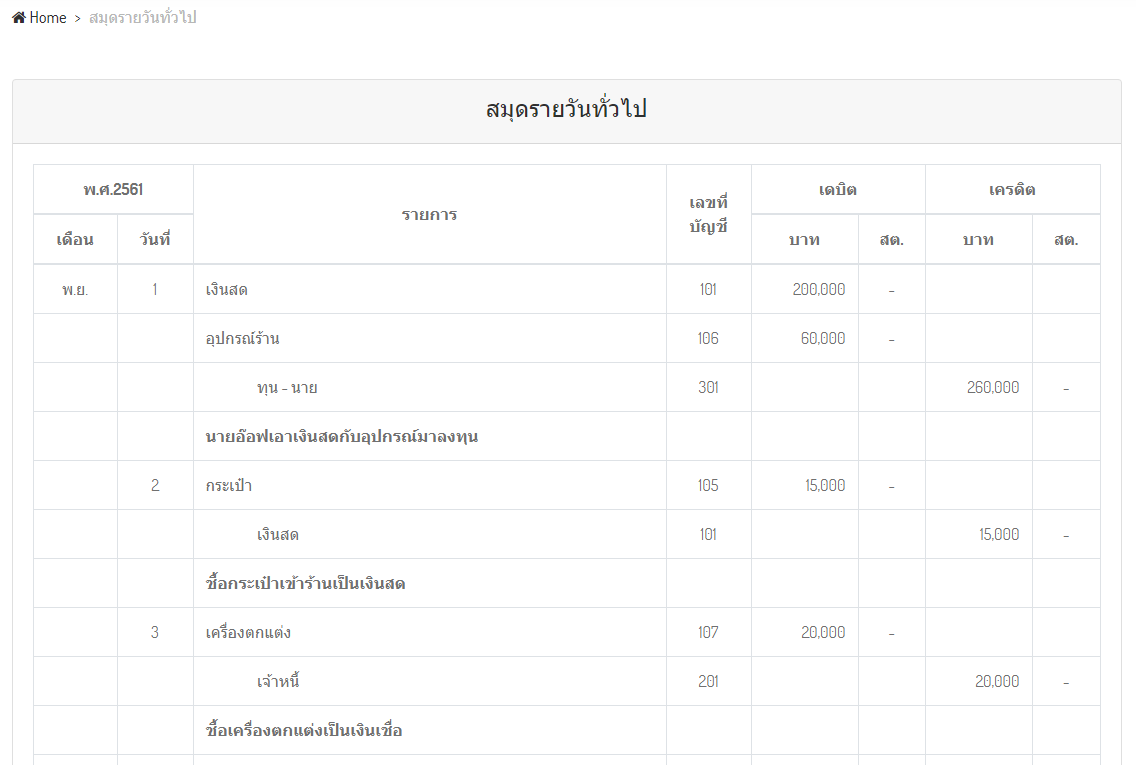 Home > สมุดรายวันทั่วไป
สมุดรายวันทั่วไป
พ.ศ.2561 รายการ เลขที่บัญชี เดบิต เครดิต
เดือน วันที่ บาท สต. บาท สต.
พ.ย. 1 เงินสด 101 200,000 -
อุปกรณ์ร้าน 106 60,000 -
ทุน - นาย 301 260,000 -
นายอ๊อฟเอาเงินสดกับอุปกรณ์มาลงทุน
2 กระเป๋า 105 15,000 -
เงินสด 101 15,000 -
ซื้อกระเป๋าเข้าร้านเป็นเงินสด
3 เครื่องตกแต่ง 107 20,000 -
เจ้าหนี้ 201 20,000 -
ซื้อเครื่องตกแต่งเป็นเงินเชื่อ